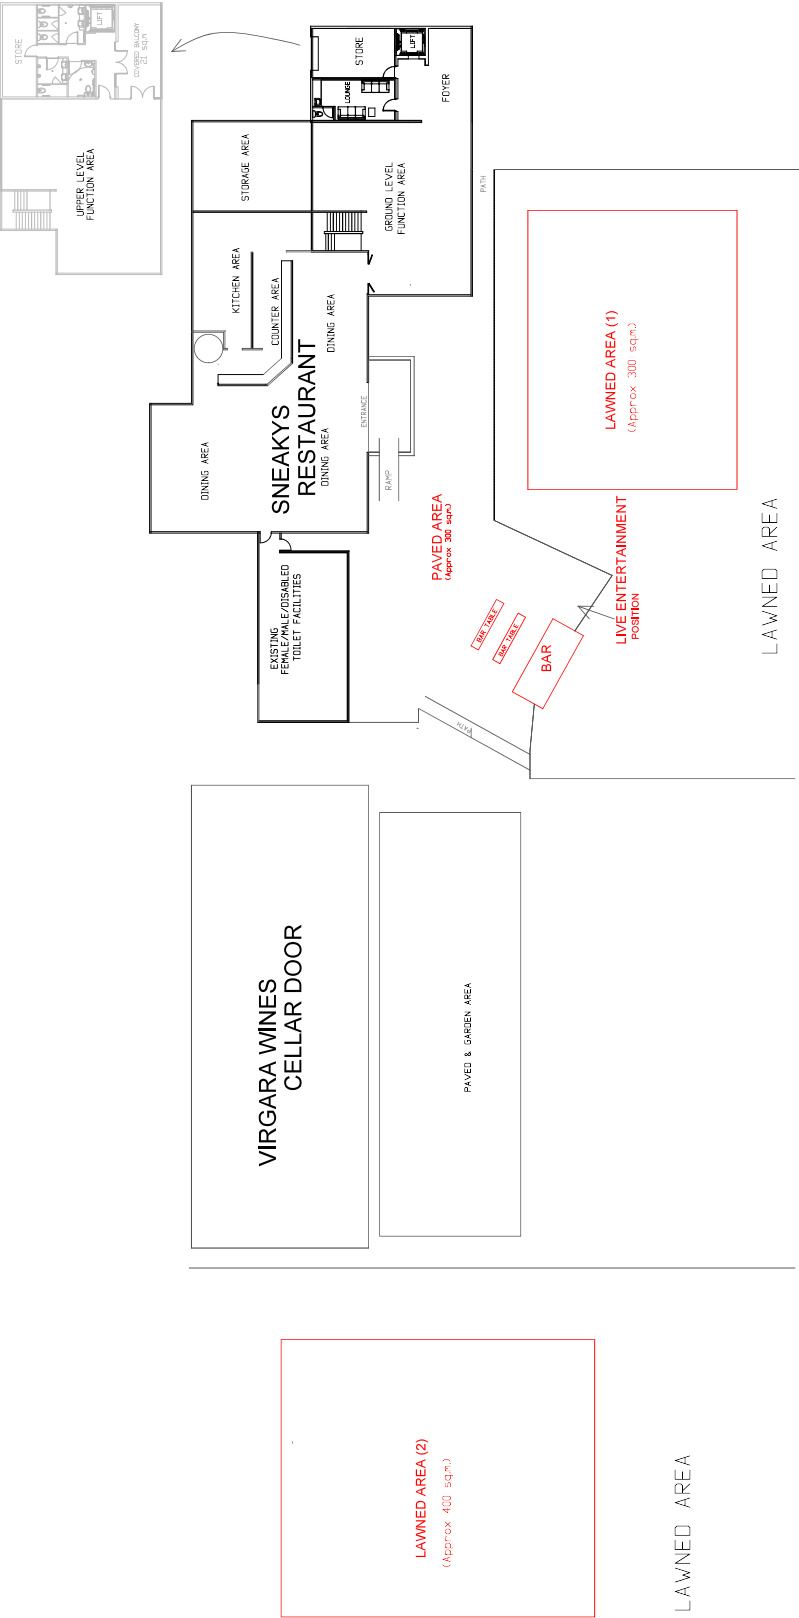 STORE
LIFT
COVERED BALCONY
21 sq.m
UPPER LEVEL
FUNCTION AREA
STORE
LIFT
LOUNGE
FOYER
STORAGE AREA
GROUND LEVEL
FUNCTION AREA
PATH
KITCHEN AREA
COUNTER AREA
DINING AREA
SNEAKYS
RESTAURANT
DINING AREA
DINING AREA
ENTRANCE
RAMP
LAWNED AREA (1)
(Approx 300 sq.m.)
PAVED AREA
(Approx 300 sq.m.)
LIVE ENTERTAINMENT
POSITION
LAWNED AREA
EXISTING
FEMALE/MALE/DISABLED
TOILET FACILITIES
BAR TABLE
BAR TABLE
BAR
PATH
VIRGARA WINES
CELLAR DOOR
PAVED & GARDEN AREA
LAWNED AREA (2)
(Approx 400 sq.m.)
LAWNED AREA